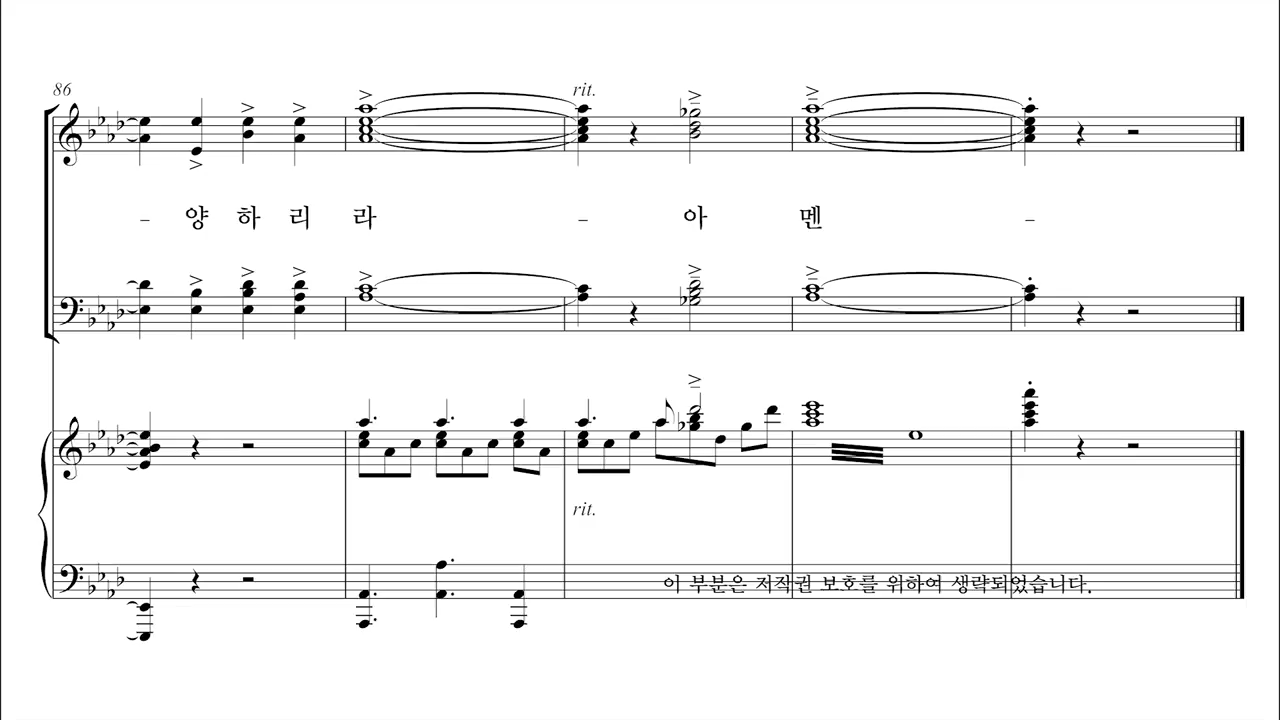 86
rit.
- 양 하 리 라 - 아 멘 -
rit.
이 부분은 저작권 보호를 위하여 생략되었습니다.